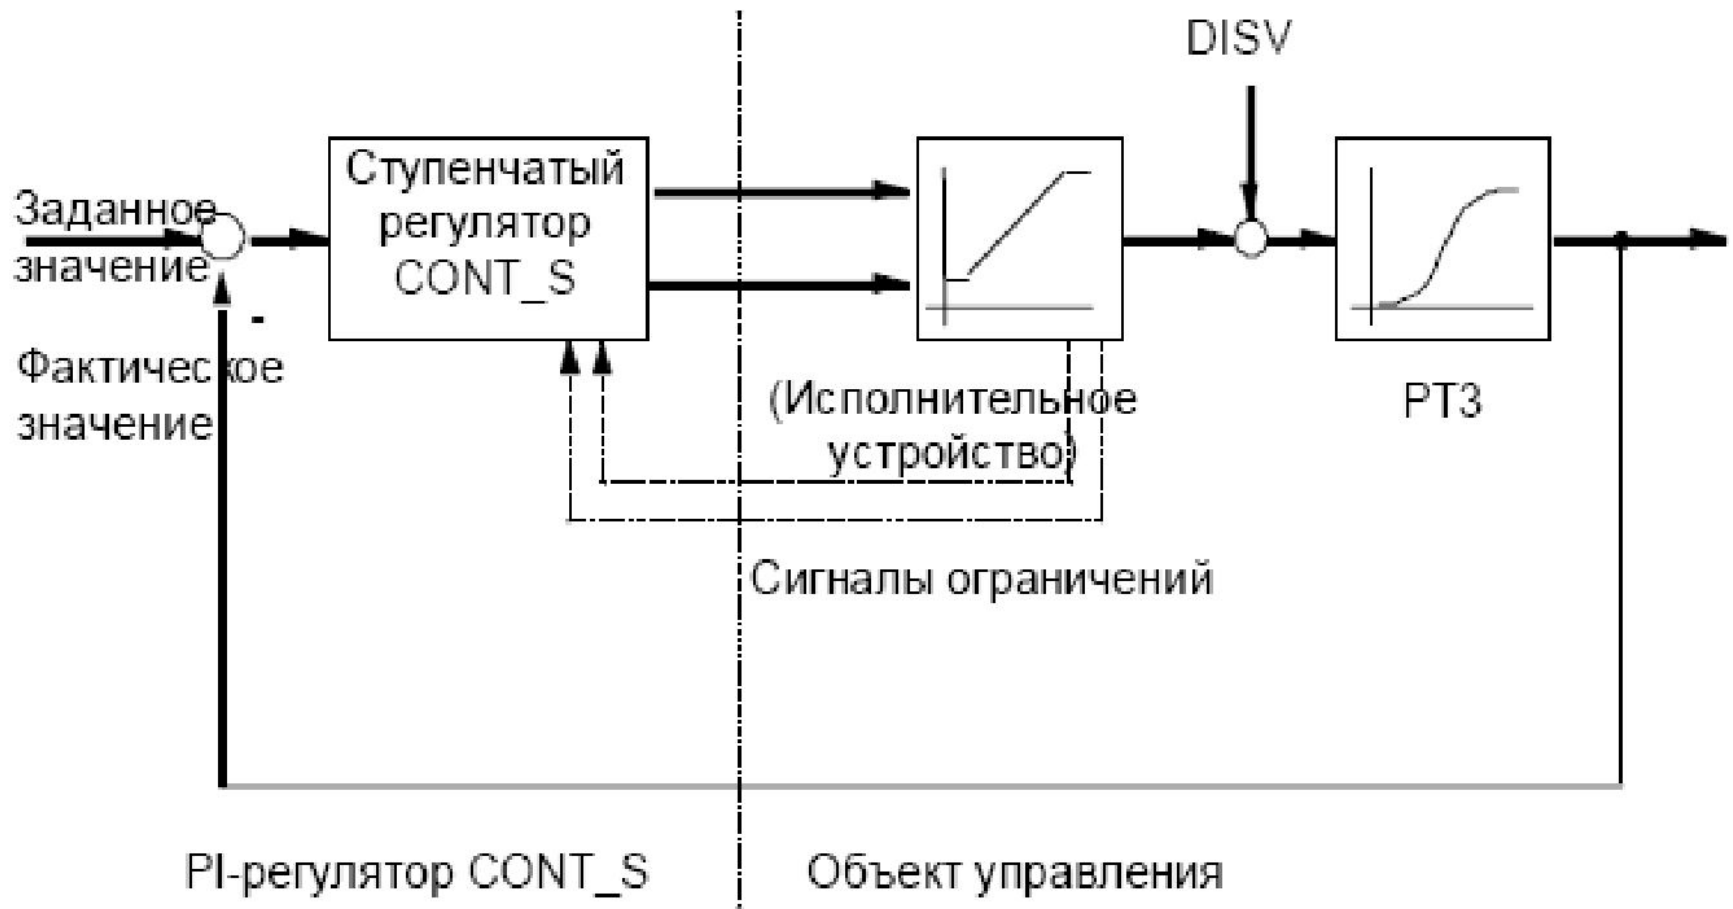 DISV
Ступенчатый
регулятор
CONT_S
Заданное
значение
-
Фактическое
значение
(Исполнительное
устройство)
PT3
Сигналы ограничений
PI-регулятор CONT_S
Объект управления